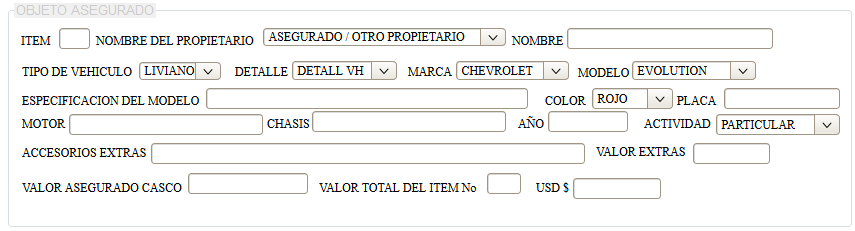 OBJETO ASEGURADO
ITEM NOMBRE DEL PROPIETARIO ASEGURADO / OTRO PROPIETARIO NOMBRE
TIPO DE VEHICULO LIVIANO DETALLE DETALL VH MARCA CHEVROLET MODELO EVOLUTION
ESPECIFICACION DEL MODELO COLOR ROJO PLACA
MOTOR CHASIS AÑO ACTIVIDAD PARTICULAR
ACCESORIOS EXTRAS VALOR EXTRAS
VALOR ASEGURADO CASCO VALOR TOTAL DEL ITEM No USD $